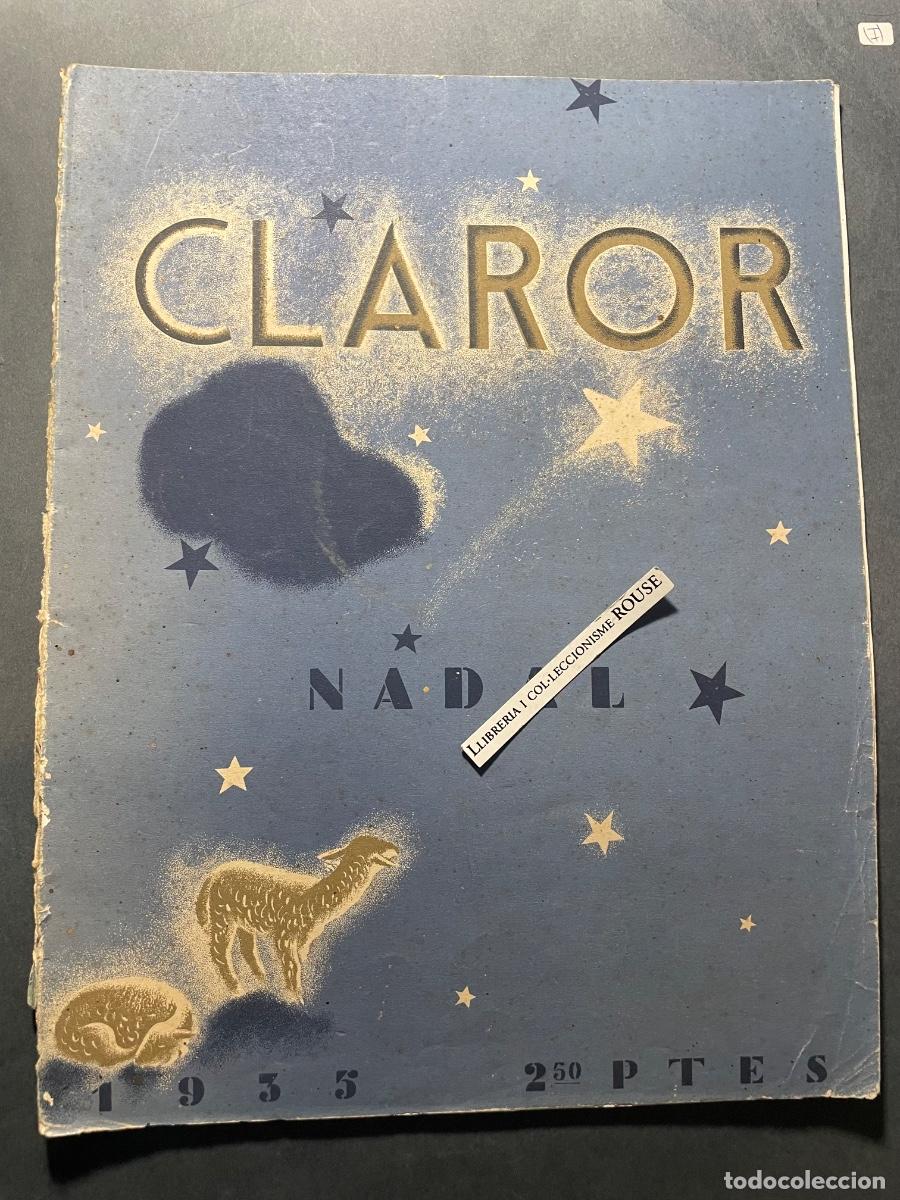 CLAROR
NADAL
LLIBRERIA I COL·LECCIONISME ROUSE
1935 2 50 PTES
todocoleccion